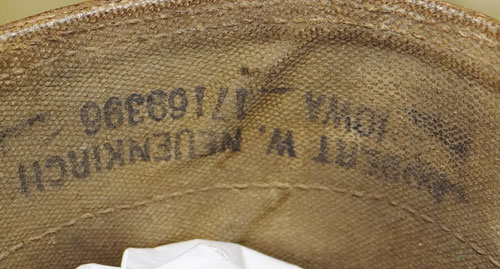 W. NEUENKIRCH
IOWA – 17169396